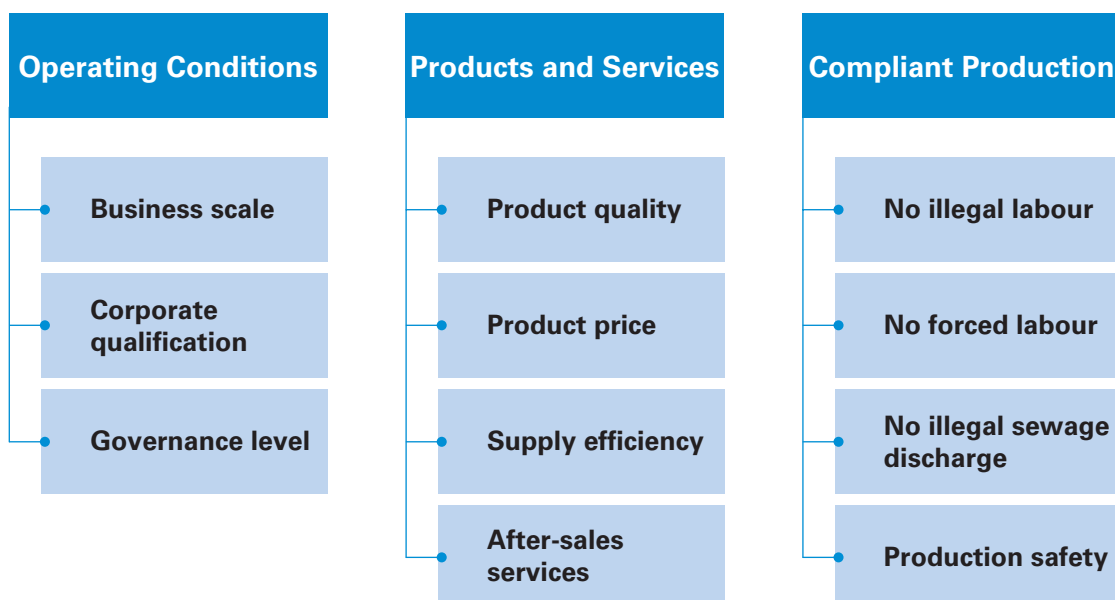 Operating Conditions
Business scale
Corporate
qualification
Governance level
Products and Services
Product quality
Product price
Supply efficiency
After-sales
services
Compliant Production
No illegal labour
No forced labour
No illegal sewage
discharge
Production safety